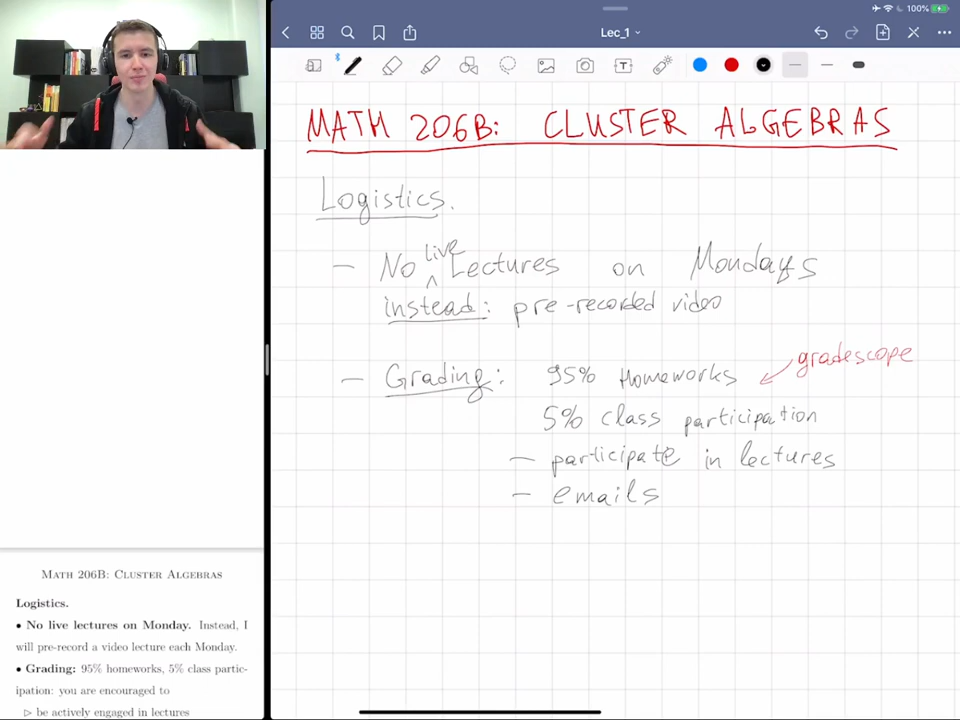 100%
Lec_1
T
MATH 206B: CLUSTER ALGEBRAS
Logistics.
– No live Lectures on Mondays
instead: pre-recorded video
– Grading: 95% Homeworks
gradescope
5% class participation
– participate in lectures
– emails
MATH 206B: CLUSTER ALGEBRAS
Logistics.
• No live lectures on Monday. Instead, I
will pre-record a video lecture each Monday.
• Grading: 95% homeworks, 5% class partic-
ipation: you are encouraged to
▷ be actively engaged in lectures